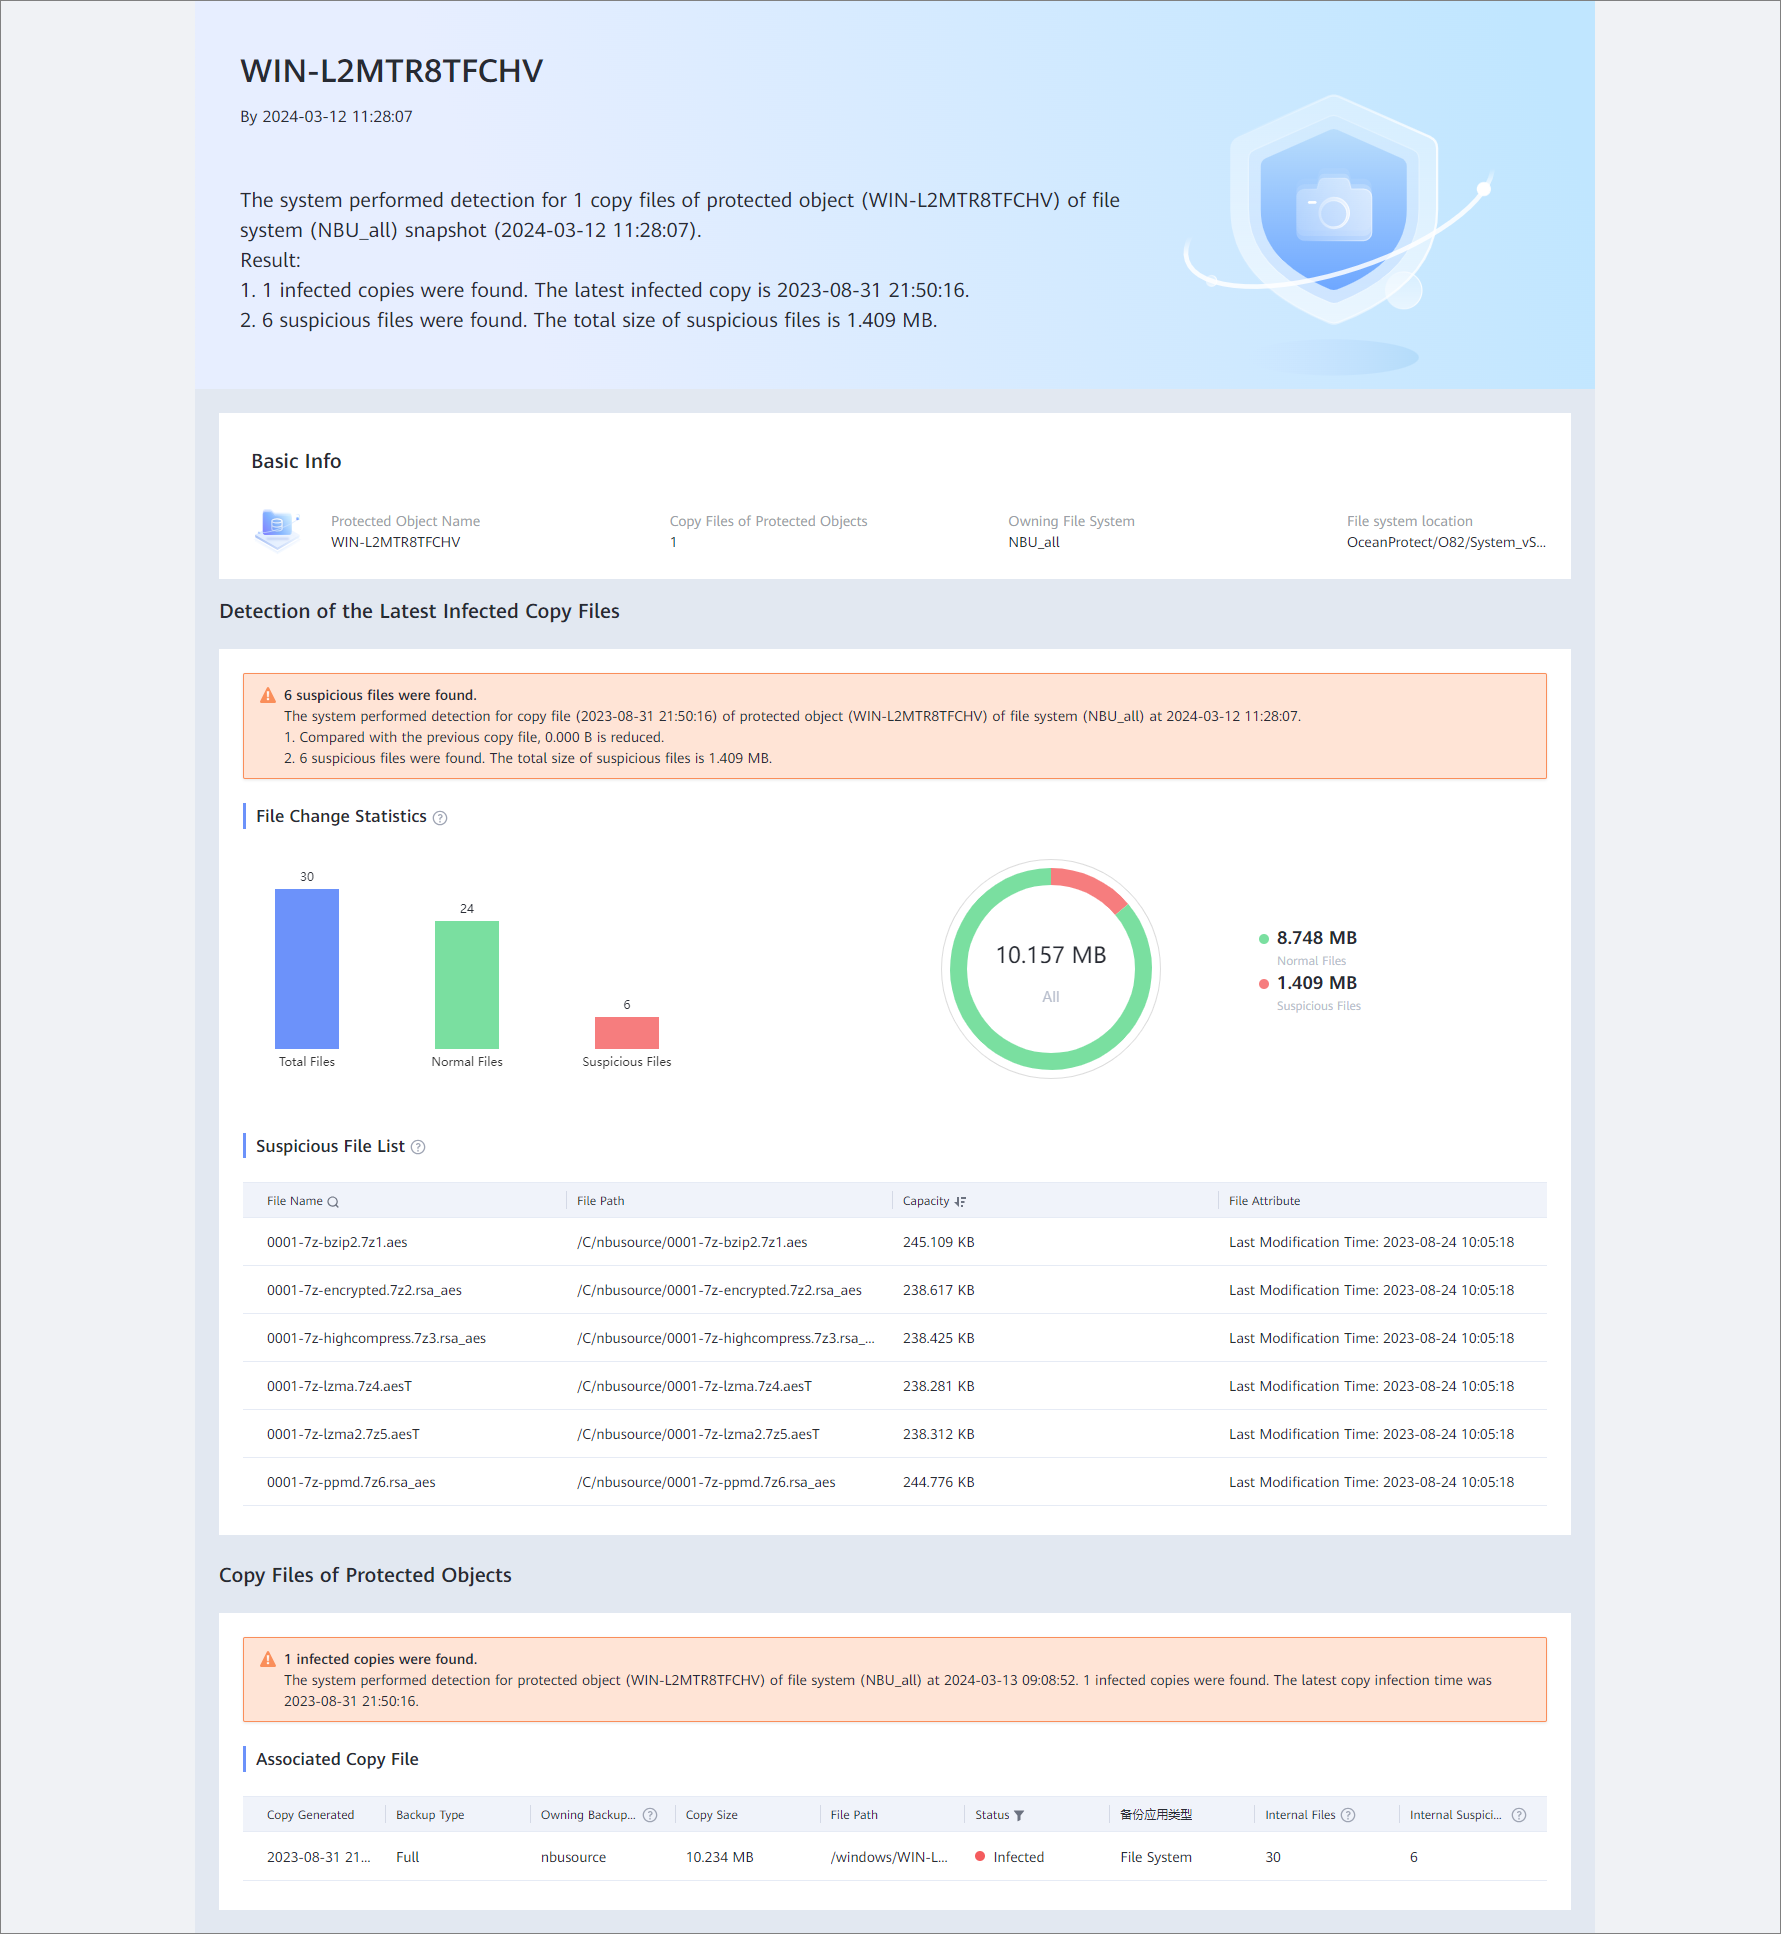 WIN-L2MTR8TFCHV
By 2024-03-12 11:28:07
The system performed detection for 1 copy files of protected object (WIN-L2MTR8TFCHV) of file
system (NBU_all) snapshot (2024-03-12 11:28:07).
Result:
1. 1 infected copies were found. The latest infected copy is 2023-08-31 21:50:16.
2. 6 suspicious files were found. The total size of suspicious files is 1.409 MB.
Basic Info
Protected Object Name Copy Files of Protected Objects Owning File System File system location
WIN-L2MTR8TFCHV 1 NBU_all OceanProtect/O82/System_vS...
Detection of the Latest Infected Copy Files
6 suspicious files were found.
The system performed detection for copy file (2023-08-31 21:50:16) of protected object (WIN-L2MTR8TFCHV) of file system (NBU_all) at 2024-03-12 11:28:07.
1. Compared with the previous copy file, 0.000 B is reduced.
2. 6 suspicious files were found. The total size of suspicious files is 1.409 MB.
File Change Statistics
30
24
6
Total Files Normal Files Suspicious Files
10.157 MB
All
8.748 MB
Normal Files
1.409 MB
Suspicious Files
Suspicious File List
File Name File Path Capacity File Attribute
0001-7z-bzip2.7z1.aes /C/nbusource/0001-7z-bzip2.7z1.aes 245.109 KB Last Modification Time: 2023-08-24 10:05:18
0001-7z-encrypted.7z2.rsa_aes /C/nbusource/0001-7z-encrypted.7z2.rsa_aes 238.617 KB Last Modification Time: 2023-08-24 10:05:18
0001-7z-highcompress.7z3.rsa_aes /C/nbusource/0001-7z-highcompress.7z3.rsa_... 238.425 KB Last Modification Time: 2023-08-24 10:05:18
0001-7z-lzma.7z4.aesT /C/nbusource/0001-7z-lzma.7z4.aesT 238.281 KB Last Modification Time: 2023-08-24 10:05:18
0001-7z-lzma2.7z5.aesT /C/nbusource/0001-7z-lzma2.7z5.aesT 238.312 KB Last Modification Time: 2023-08-24 10:05:18
0001-7z-ppmd.7z6.rsa_aes /C/nbusource/0001-7z-ppmd.7z6.rsa_aes 244.776 KB Last Modification Time: 2023-08-24 10:05:18
Copy Files of Protected Objects
1 infected copies were found.
The system performed detection for protected object (WIN-L2MTR8TFCHV) of file system (NBU_all) at 2024-03-13 09:08:52. 1 infected copies were found. The latest copy infection time was
2023-08-31 21:50:16.
Associated Copy File
Copy Generated Backup Type Owning Backup... Copy Size File Path Status 备份应用类型 Internal Files Internal Suspici...
2023-08-31 21... Full nbusource 10.234 MB /windows/WIN-L... Infected File System 30 6